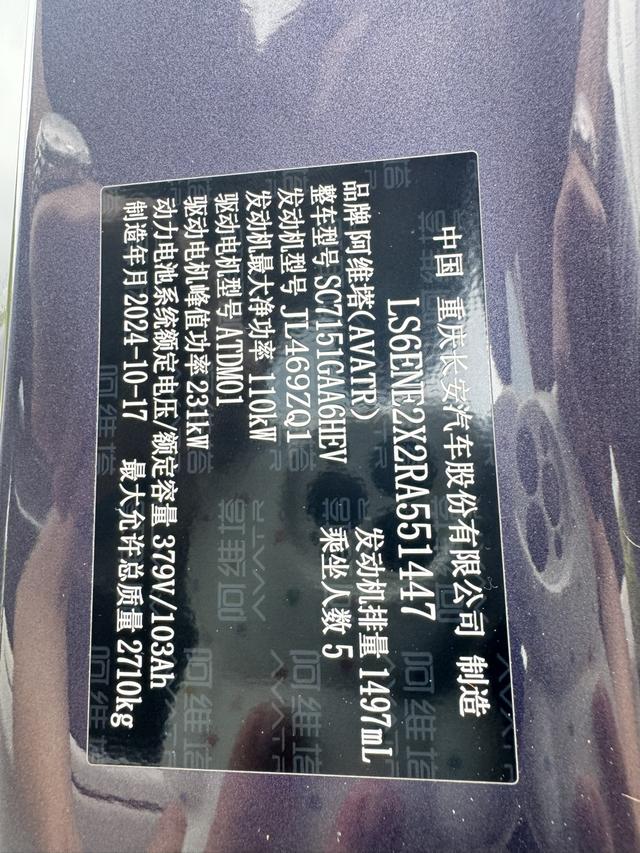 中国 重庆长安汽车股份有限公司 制造
LS6ENE2X2RA551447
品牌 阿维塔(AVATR) 发动机排量 1497mL
整车型号 SC7151GAA6HEV 乘坐人数 5
发动机型号 JL469ZQ1
发动机最大净功率 110kW
驱动电机型号 ATDM01
驱动电机峰值功率 231kW
动力电池系统额定电压/额定容量 379V/103Ah
制造年月 2024-10-17 最大允许总质量 2710kg